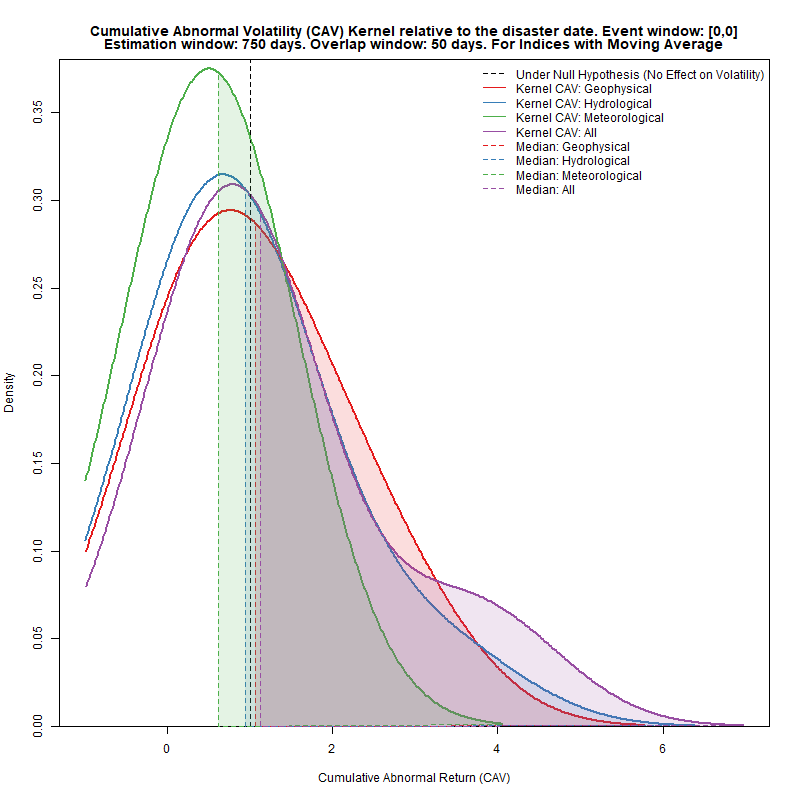 Cumulative Abnormal Volatility (CAV) Kernel relative to the disaster date. Event window: [0,0]
Estimation window: 750 days. Overlap window: 50 days. For Indices with Moving Average
Under Null Hypothesis (No Effect on Volatility)
Kernel CAV: Geophysical
Kernel CAV: Hydrological
Kernel CAV: Meteorological
Kernel CAV: All
Median: Geophysical
Median: Hydrological
Median: Meteorological
Median: All
Density
0.35
0.30
0.25
0.20
0.15
0.10
0.05
0.00
0 2 4 6
Cumulative Abnormal Return (CAV)